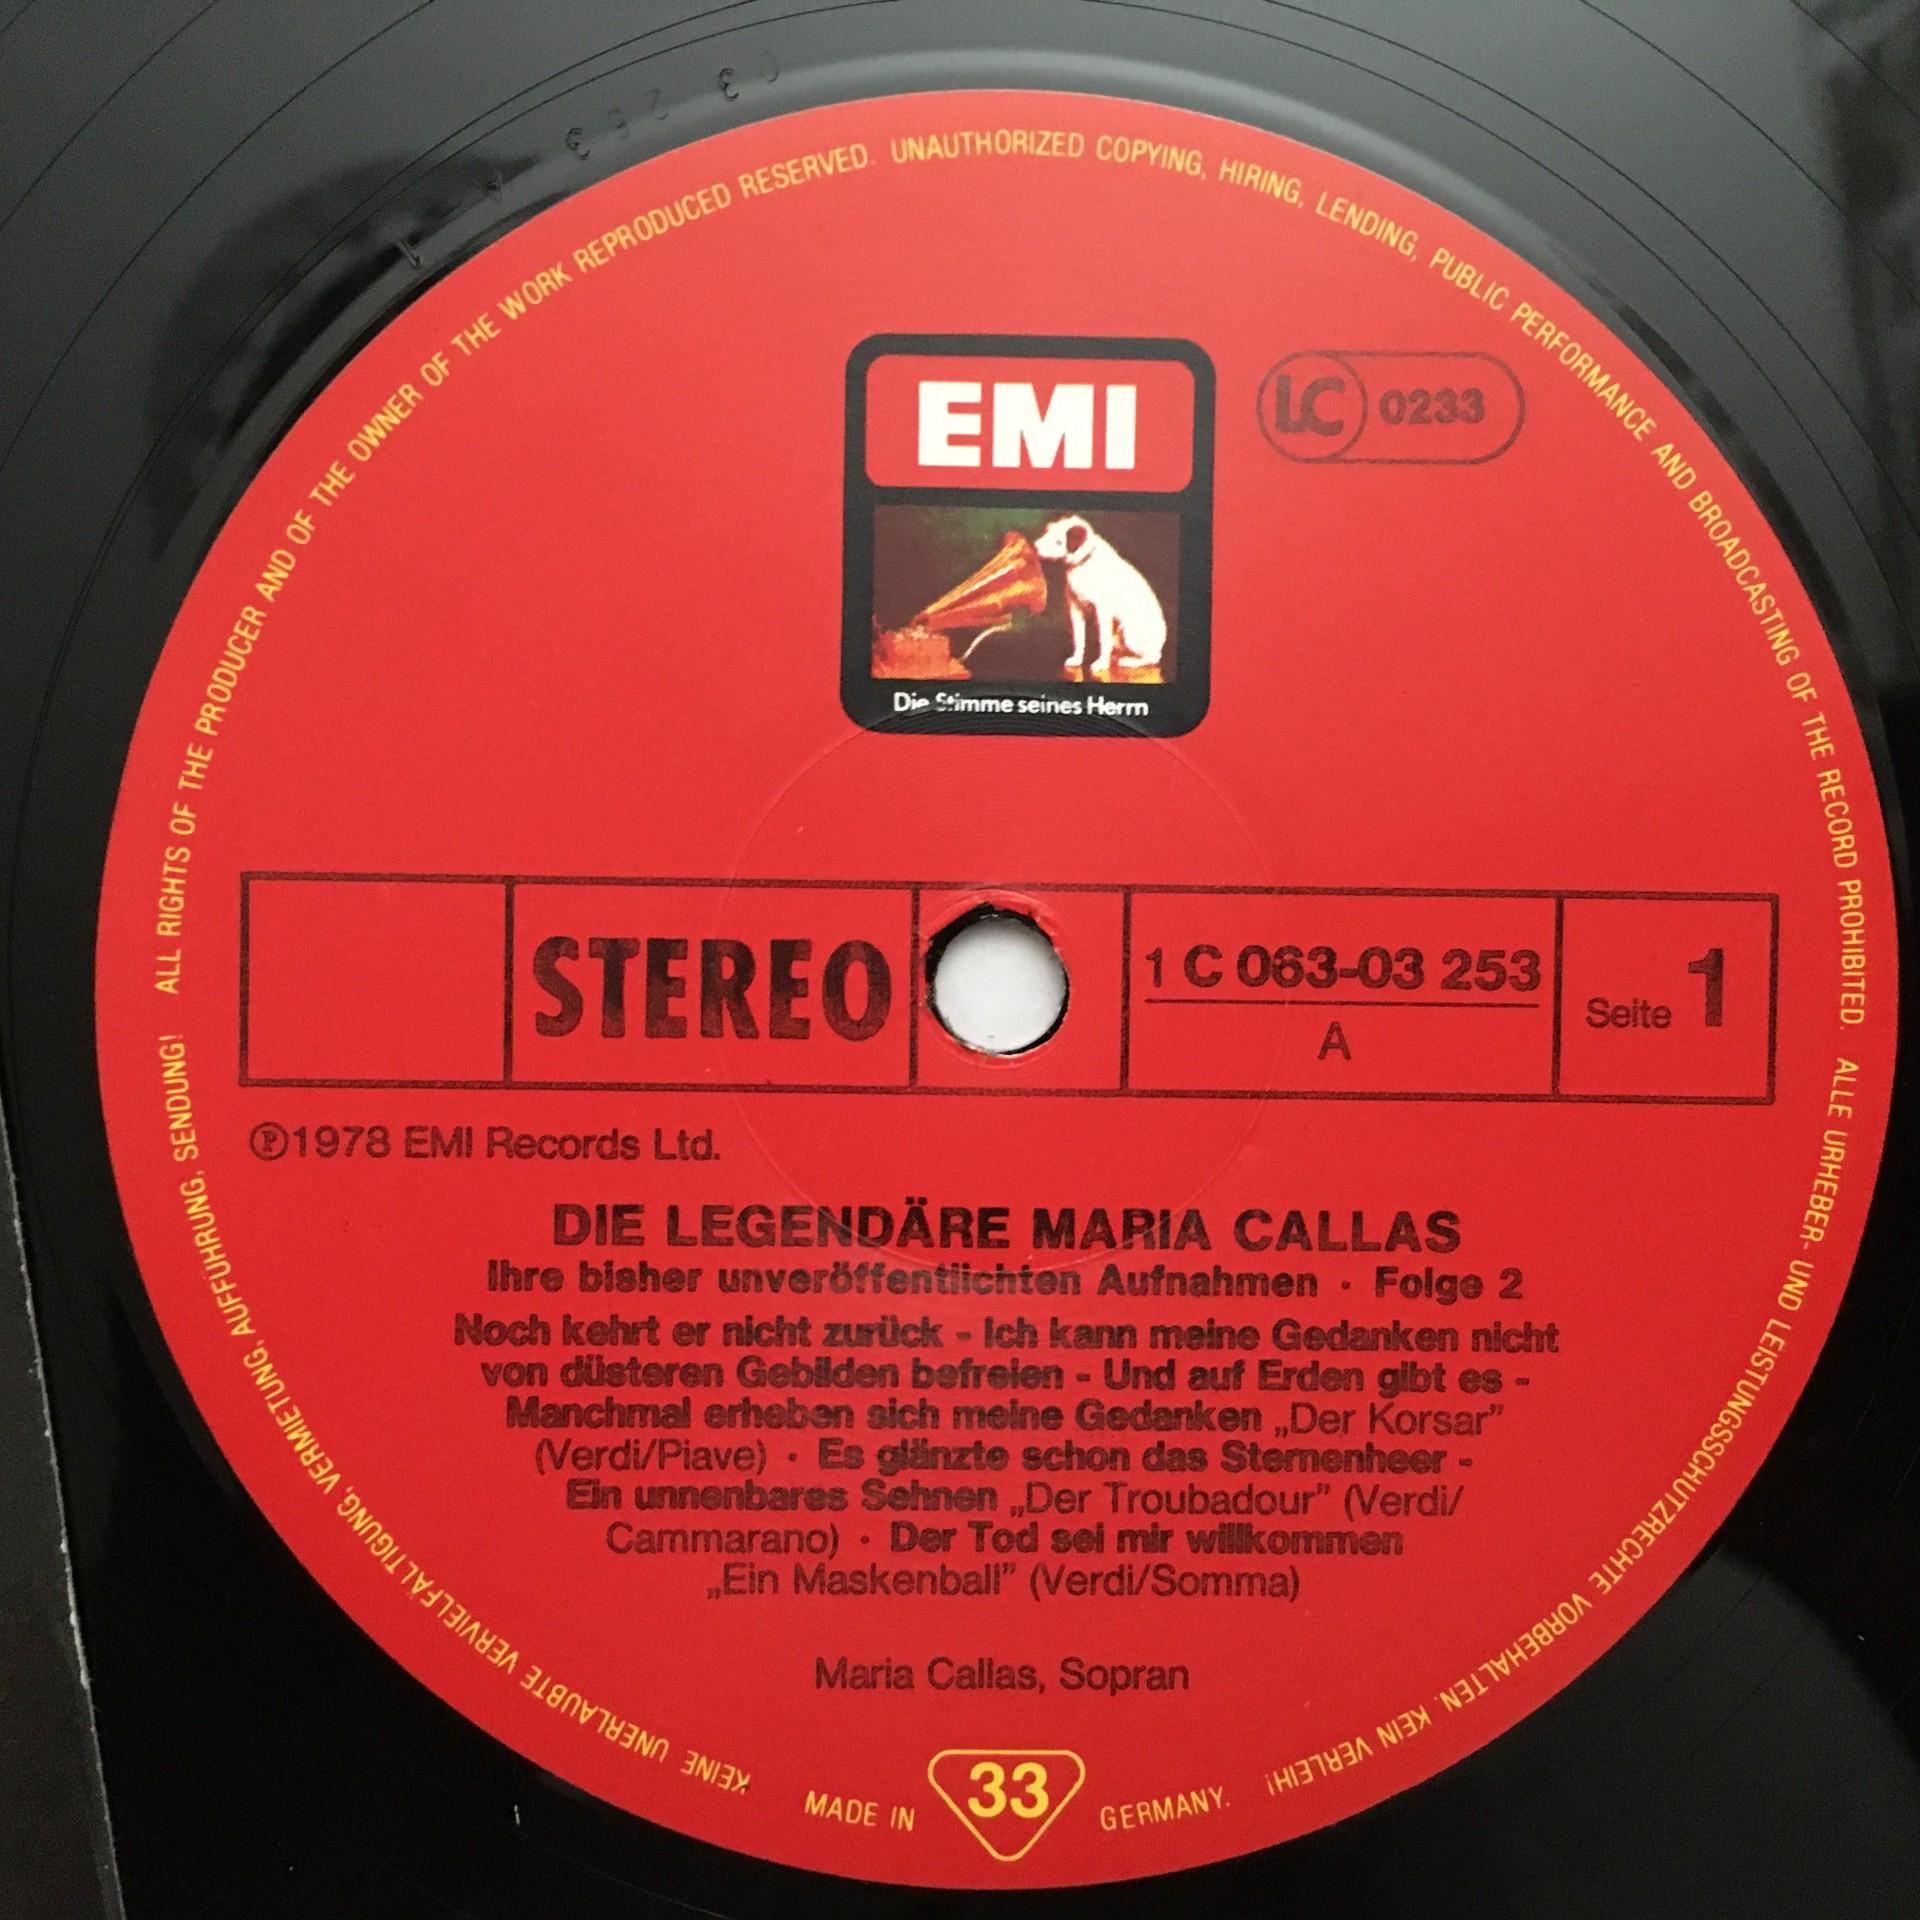 ALL RIGHTS OF THE PRODUCER AND OF THE OWNER OF THE WORK REPRODUCED RESERVED. UNAUTHORIZED COPYING, HIRING, LENDING, PUBLIC PERFORMANCE AND BROADCASTING OF THE RECORD PROHIBITED.
ALLE URHEBER- UND LEISTUNGSSCHUTZRECHTE VORBEHALTEN. KEIN VERLEIH!
KEINE UNERLAUBTE VERVIELFÄLTIGUNG, VERMIETUNG, AUFFÜHRUNG, SENDUNG!
EMI
LC 0233
Die Stimme seines Herrn
STEREO
1 C 063-03 253
A
Seite 1
℗1978 EMI Records Ltd.
DIE LEGENDÄRE MARIA CALLAS
Ihre bisher unveröffentlichten Aufnahmen · Folge 2
Noch kehrt er nicht zurück - Ich kann meine Gedanken nicht
von düsteren Gebilden befreien - Und auf Erden gibt es -
Manchmal erheben sich meine Gedanken „Der Korsar”
(Verdi/Piave) · Es glänzte schon das Sternenheer -
Ein unnenbares Sehnen „Der Troubadour” (Verdi/
Cammarano) · Der Tod sei mir willkommen
„Ein Maskenball” (Verdi/Somma)
Maria Callas, Sopran
MADE IN 33 GERMANY.